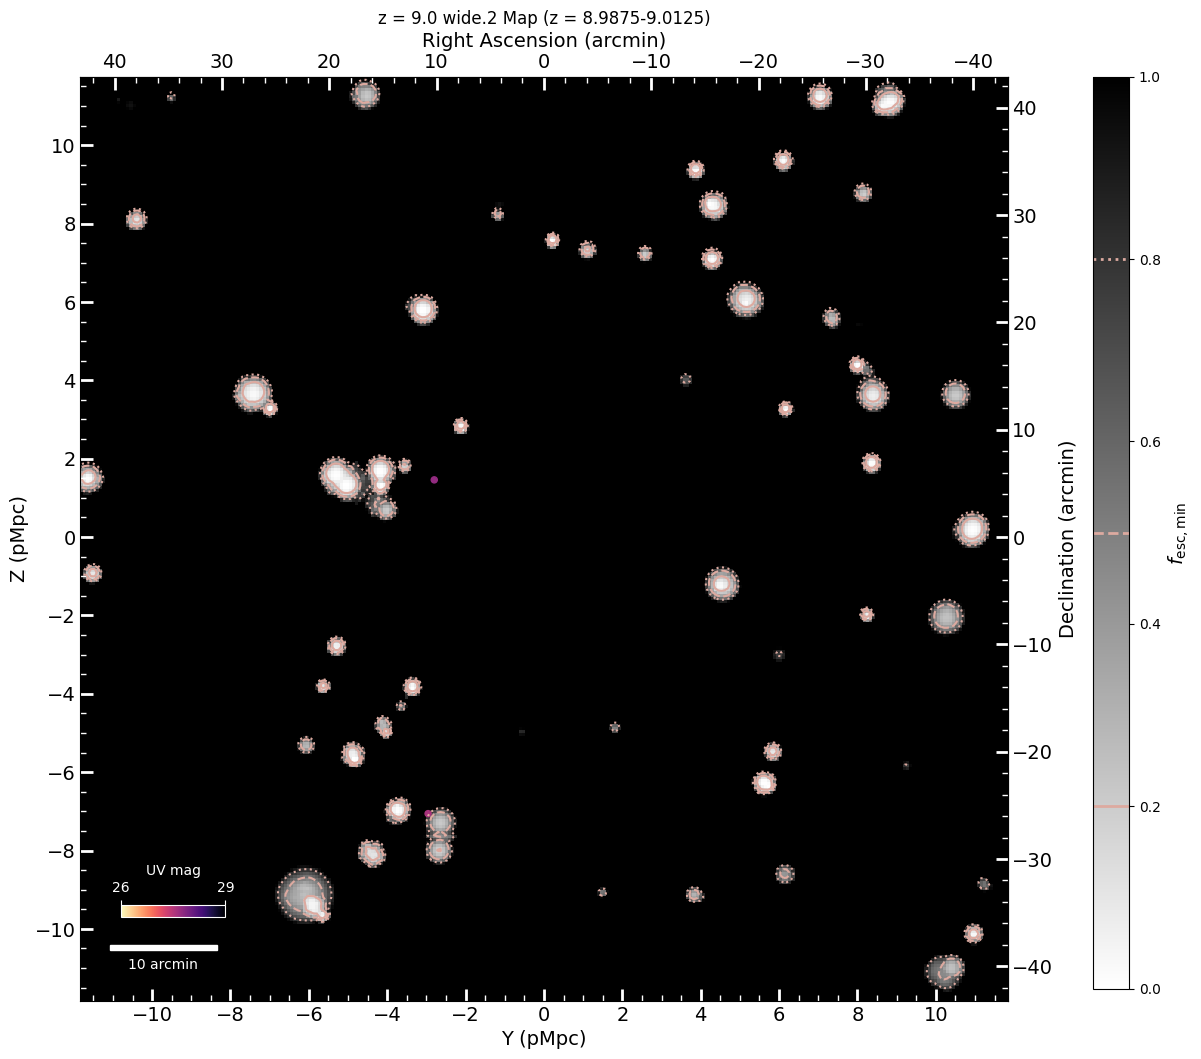 z = 9.0 wide.2 Map (z = 8.9875-9.0125)
Right Ascension (arcmin)
40 30 20 10 0 −10 −20 −30 −40
10
8
6
4
2
0
−2
−4
−6
−8
−10
Z (pMpc)
UV mag
26 29
10 arcmin
−10 −8 −6 −4 −2 0 2 4 6 8 10
Y (pMpc)
40
30
20
10
0
−10
−20
−30
−40
Declination (arcmin)
1.0
0.8
0.6
0.4
0.2
0.0
f_esc,min